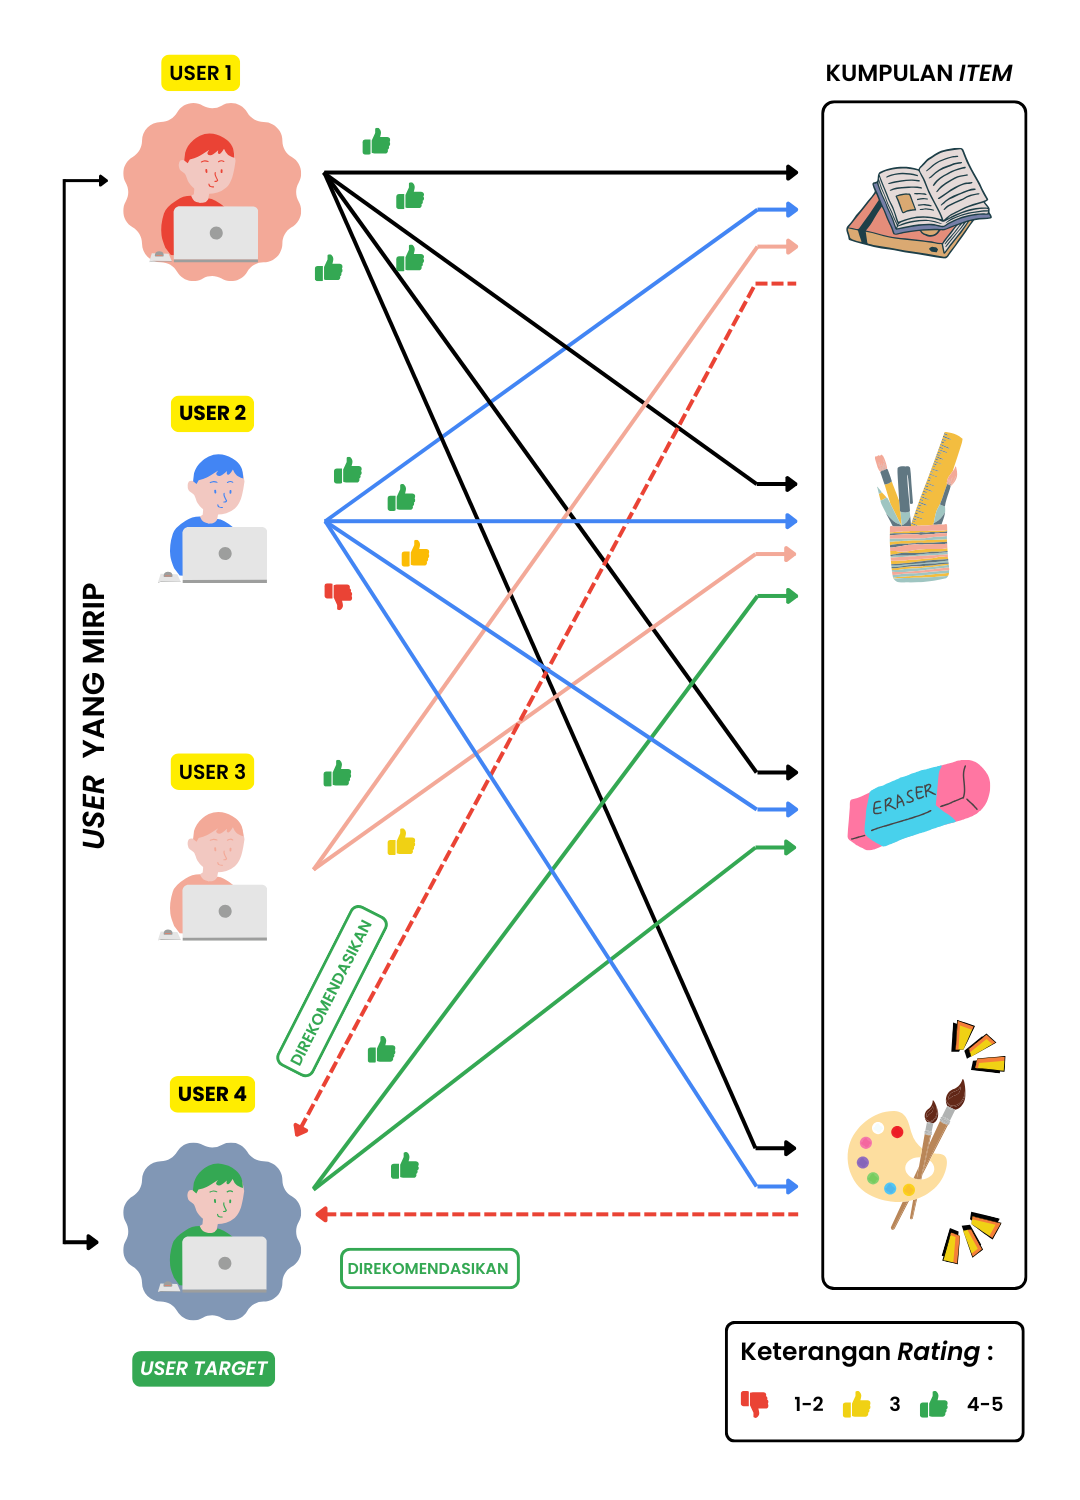 USER 1
KUMPULAN ITEM
USER 2
USER YANG MIRIP
USER 3
ERASER
DIREKOMENDASIKAN
USER 4
DIREKOMENDASIKAN
USER TARGET
Keterangan Rating :
1-2 3 4-5